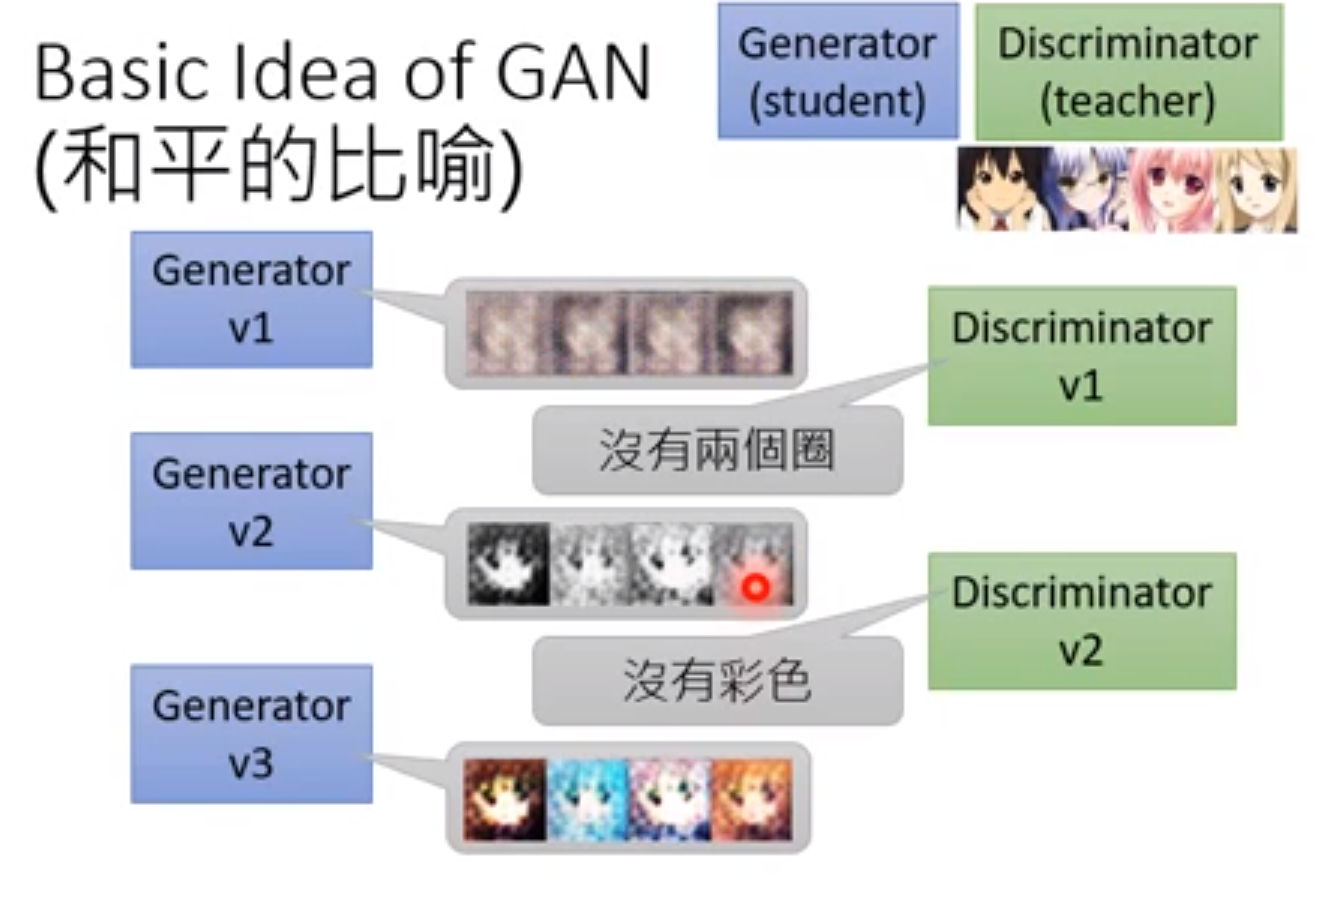 Basic Idea of GAN
(和平的比喻)
Generator
(student)
Discriminator
(teacher)
Generator
v1
Discriminator
v1
沒有兩個圈
Generator
v2
Discriminator
v2
沒有彩色
Generator
v3